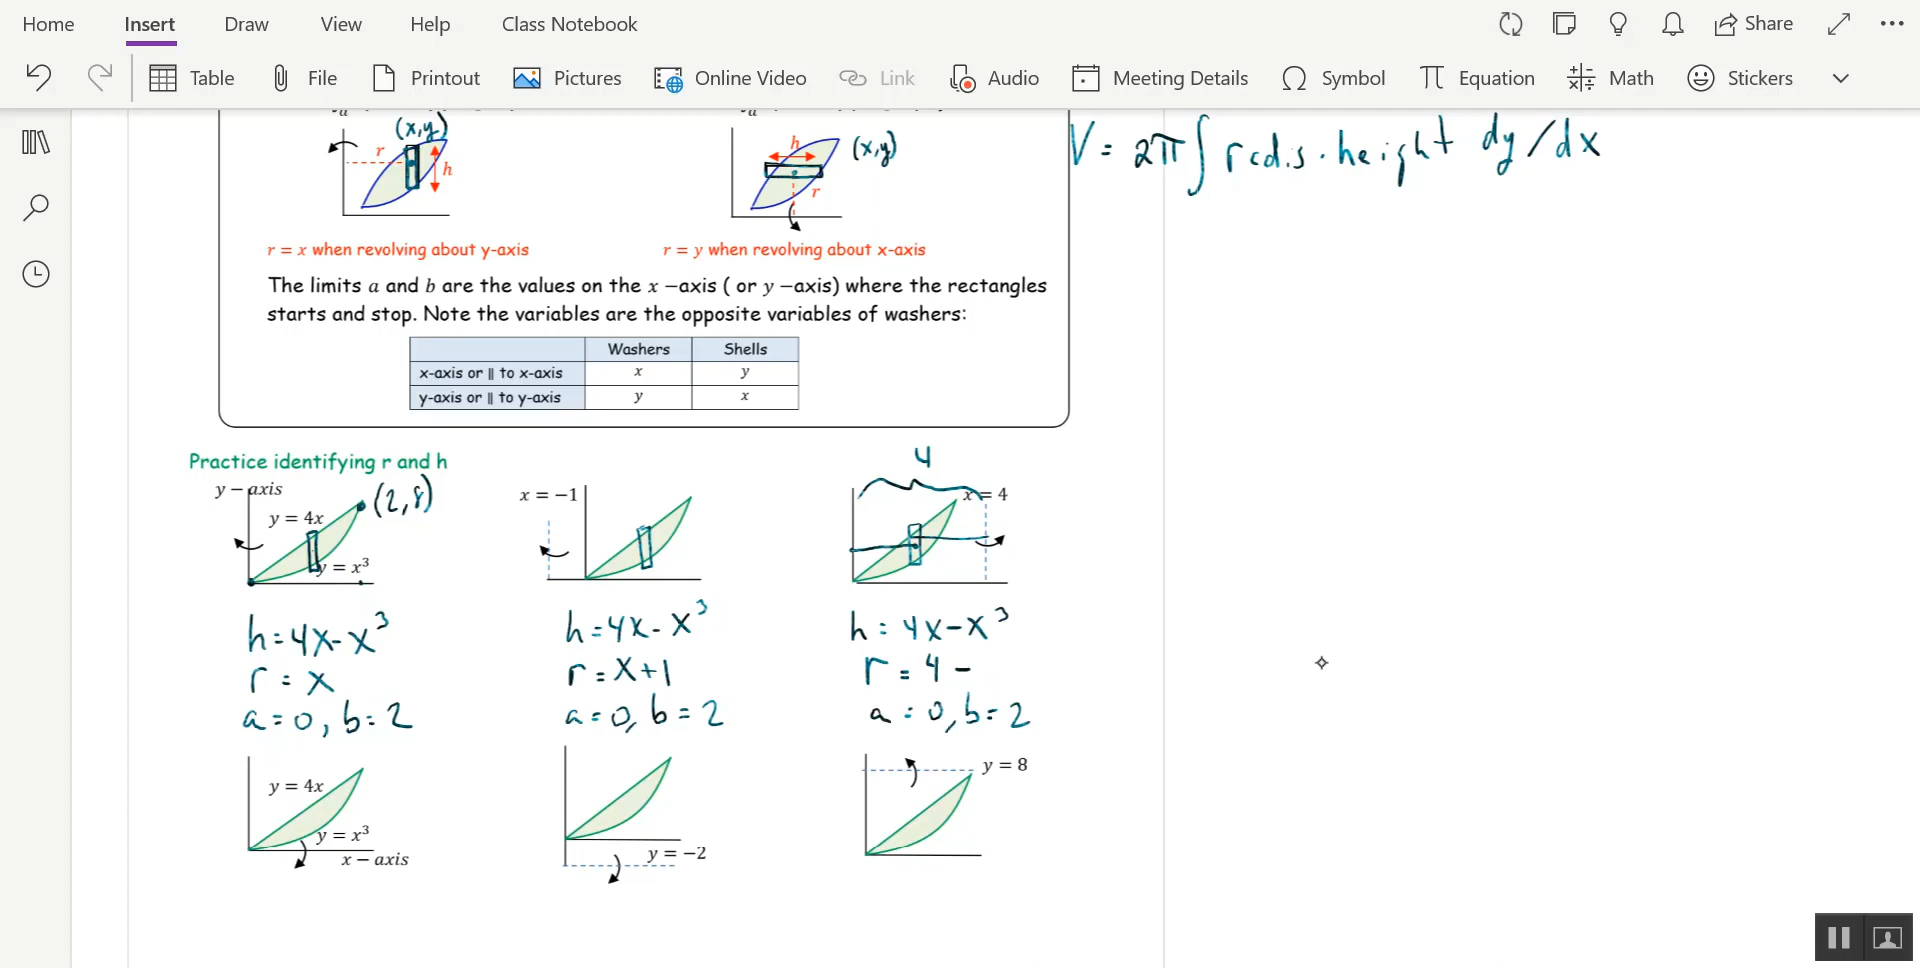 Home Insert Draw View Help Class Notebook Share
Table File Printout Pictures Online Video Link Audio Meeting Details Symbol Equation Math Stickers
(x,y)
r
h
(x,y)
h
r
V = 2π∫ radius · height dy/dx
r = x when revolving about y-axis
r = y when revolving about x-axis
The limits a and b are the values on the x −axis ( or y −axis) where the rectangles
starts and stop. Note the variables are the opposite variables of washers:
Washers Shells
x-axis or ∥ to x-axis x y
y-axis or ∥ to y-axis y x
Practice identifying r and h
y − axis
(2,8)
y = 4x
y = x³
h = 4x - x³
r = x
a = 0, b = 2
x = −1
h = 4x - x³
r = x+1
a = 0, b = 2
4
x = 4
h = 4x - x³
r = 4 -
a = 0, b = 2
y = 4x
y = x³
x − axis
y = −2
y = 8